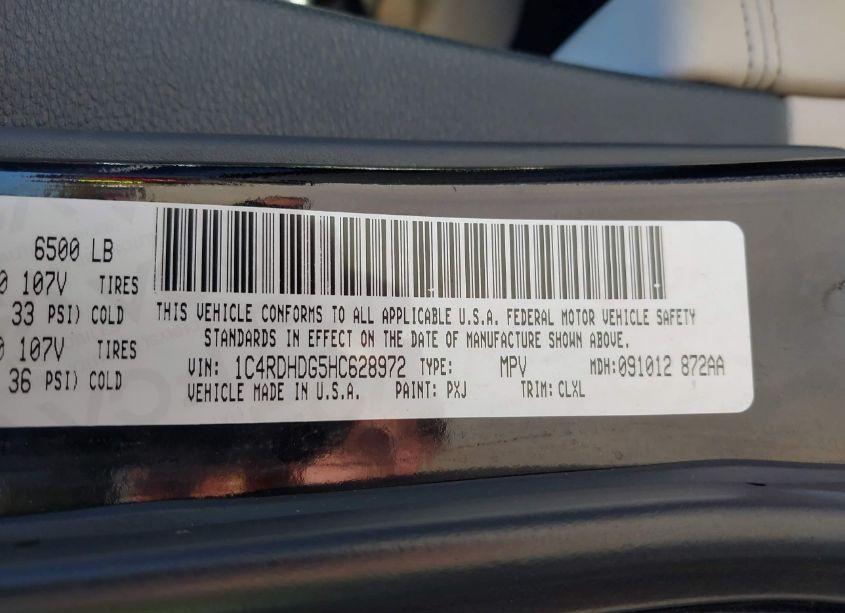 6500 LB
0 107V TIRES
33 PSI) COLD
0 107V TIRES
36 PSI) COLD
THIS VEHICLE CONFORMS TO ALL APPLICABLE U.S.A. FEDERAL MOTOR VEHICLE SAFETY
STANDARDS IN EFFECT ON THE DATE OF MANUFACTURE SHOWN ABOVE.
VIN: 1C4RDHDG5HC628972 TYPE: MPV MDH:091012 872AA
VEHICLE MADE IN U.S.A. PAINT: PXJ TRIM: CLXL